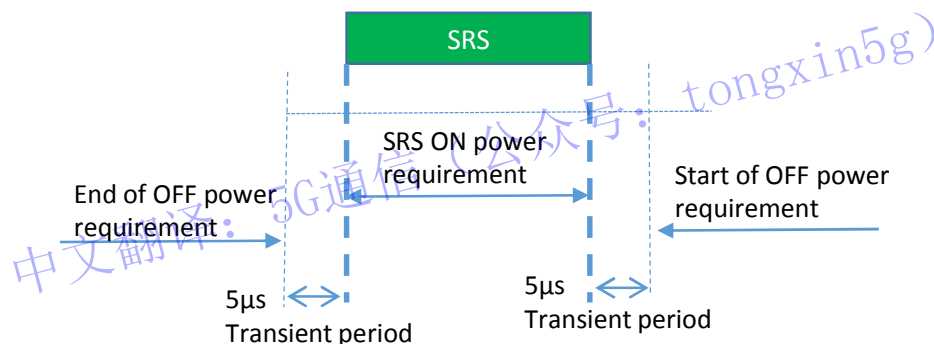 SRS
SRS ON power
requirement
End of OFF power
requirement
Start of OFF power
requirement
5µs
Transient period
5µs
Transient period
中文翻译：5G通信（公众号：tongxin5g）